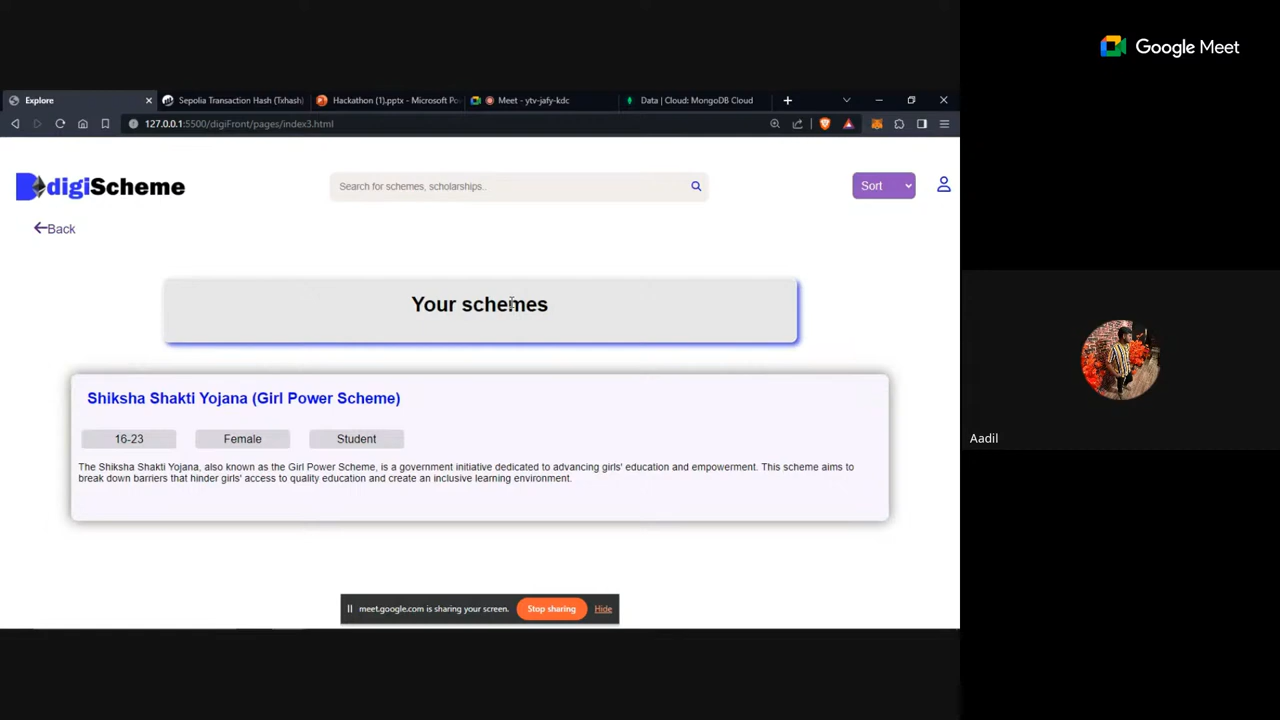 Google Meet
Explore
Sepolia Transaction Hash (Txhash)
Hackathon (1).pptx - Microsoft Po
Meet - ytv-jafy-kdc
Data | Cloud: MongoDB Cloud
127.0.0.1:5500/digiFront/pages/index3.html
digiScheme
Search for schemes, scholarships..
Sort
Back
Your schemes
Shiksha Shakti Yojana (Girl Power Scheme)
16-23
Female
Student
The Shiksha Shakti Yojana, also known as the Girl Power Scheme, is a government initiative dedicated to advancing girls' education and empowerment. This scheme aims to
break down barriers that hinder girls' access to quality education and create an inclusive learning environment.
Aadil
meet.google.com is sharing your screen.
Stop sharing
Hide